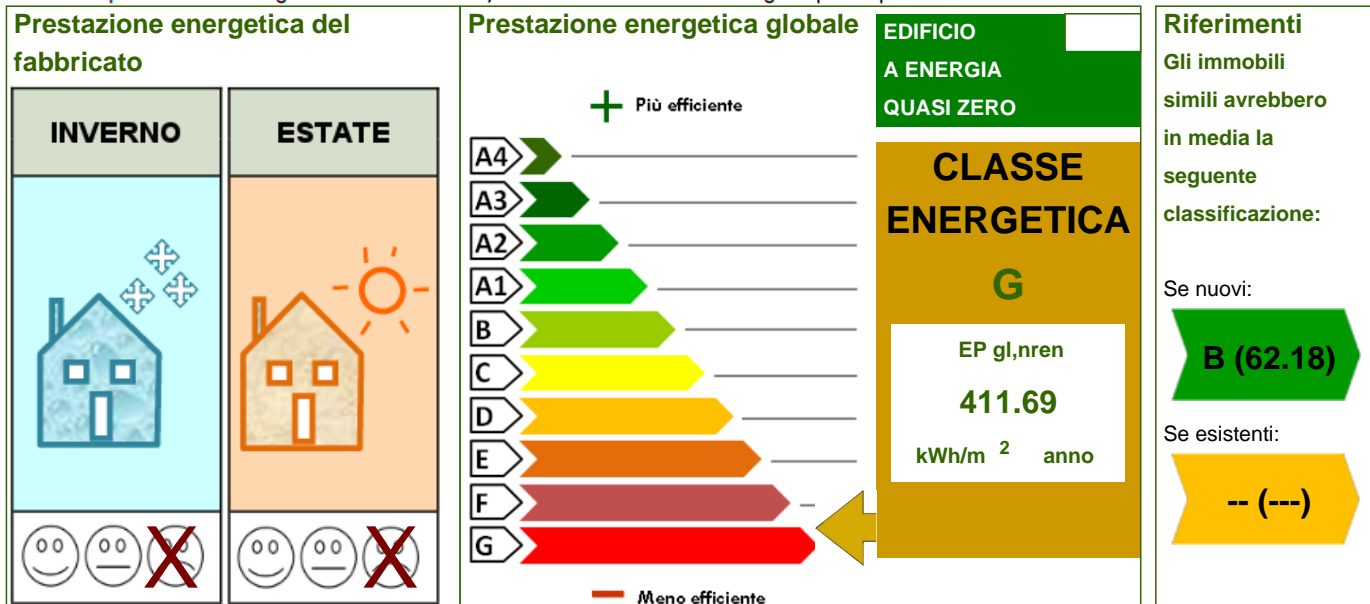 Prestazione energetica del
fabbricato
INVERNO
ESTATE
X
X
Prestazione energetica globale
Più efficiente
A4
A3
A2
A1
B
C
D
E
F
G
Meno efficiente
EDIFICIO
A ENERGIA
QUASI ZERO
CLASSE
ENERGETICA
G
EP gl,nren
411.69
kWh/m 2 anno
Riferimenti
Gli immobili
simili avrebbero
in media la
seguente
classificazione:
Se nuovi:
B (62.18)
Se esistenti:
-- (---)